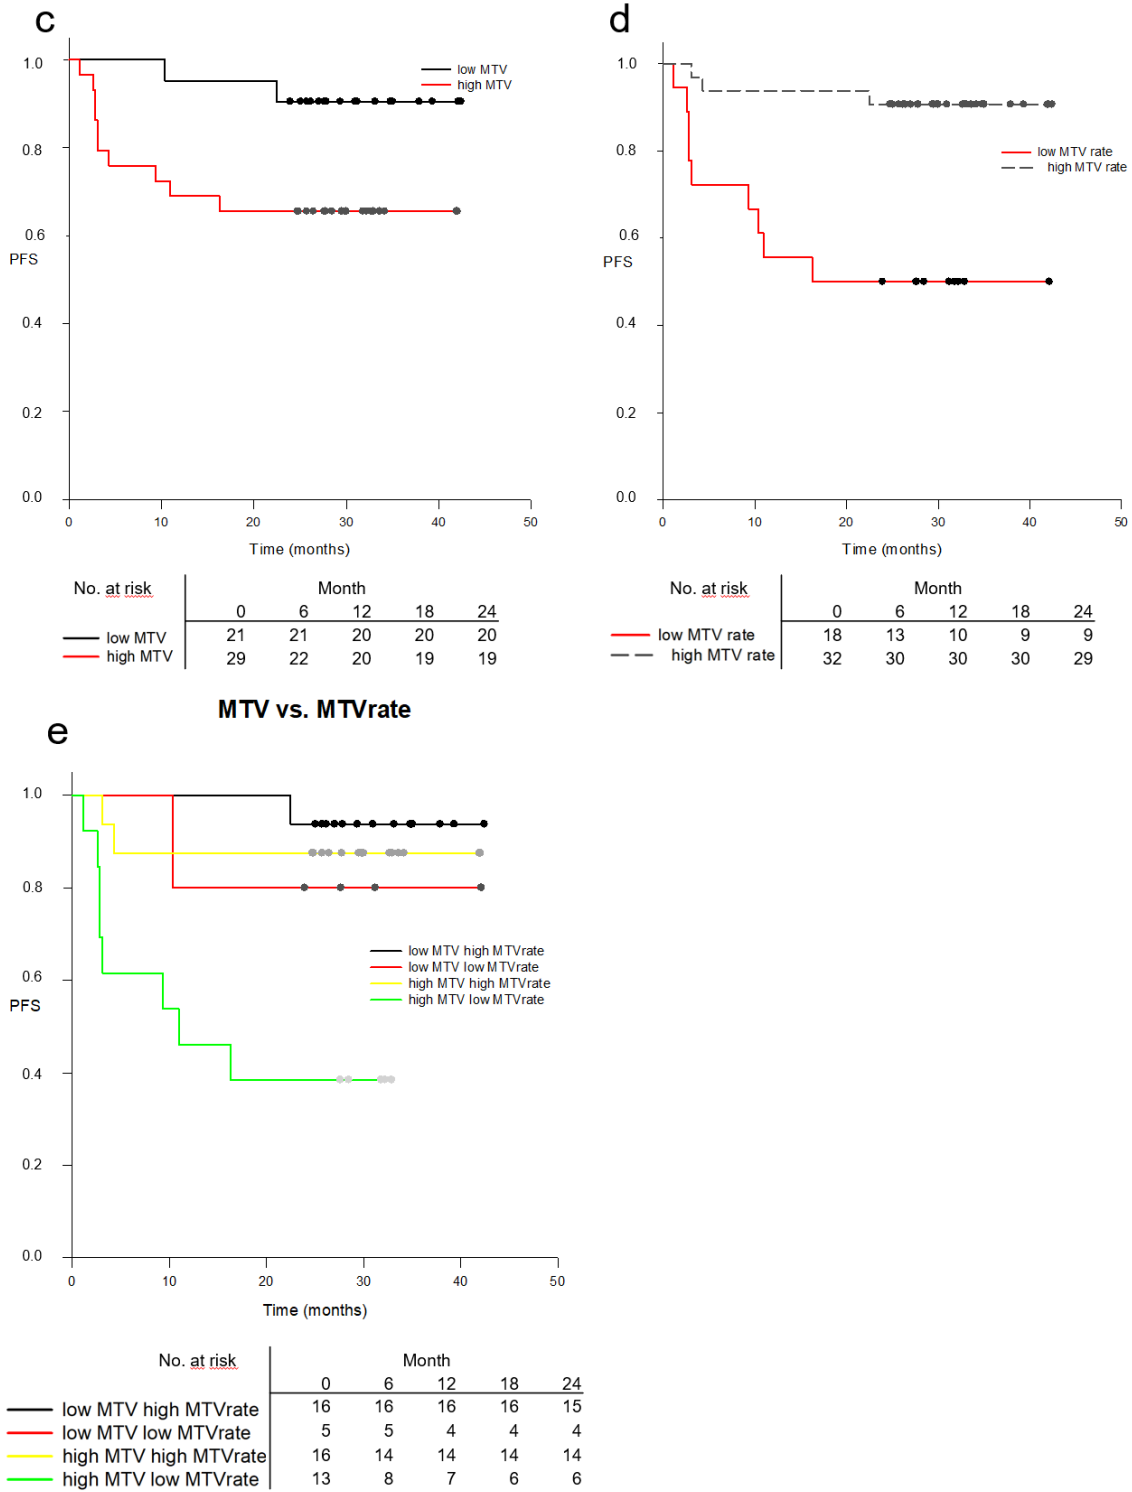 c
1.0
0.8
0.6
PFS
0.4
0.2
0.0
0 10 20 30 40 50
Time (months)
low MTV
high MTV
No. at risk Month
0 6 12 18 24
low MTV 21 21 20 20 20
high MTV 29 22 20 19 19
d
1.0
0.8
0.6
PFS
0.4
0.2
0.0
0 10 20 30 40 50
Time (months)
low MTV rate
high MTV rate
No. at risk Month
0 6 12 18 24
low MTV rate 18 13 10 9 9
high MTV rate 32 30 30 30 29
MTV vs. MTVrate
e
1.0
0.8
0.6
PFS
0.4
0.2
0.0
0 10 20 30 40 50
Time (months)
low MTV high MTVrate
low MTV low MTVrate
high MTV high MTVrate
high MTV low MTVrate
No. at risk Month
0 6 12 18 24
low MTV high MTVrate 16 16 16 16 15
low MTV low MTVrate 5 5 4 4 4
high MTV high MTVrate 16 14 14 14 14
high MTV low MTVrate 13 8 7 6 6